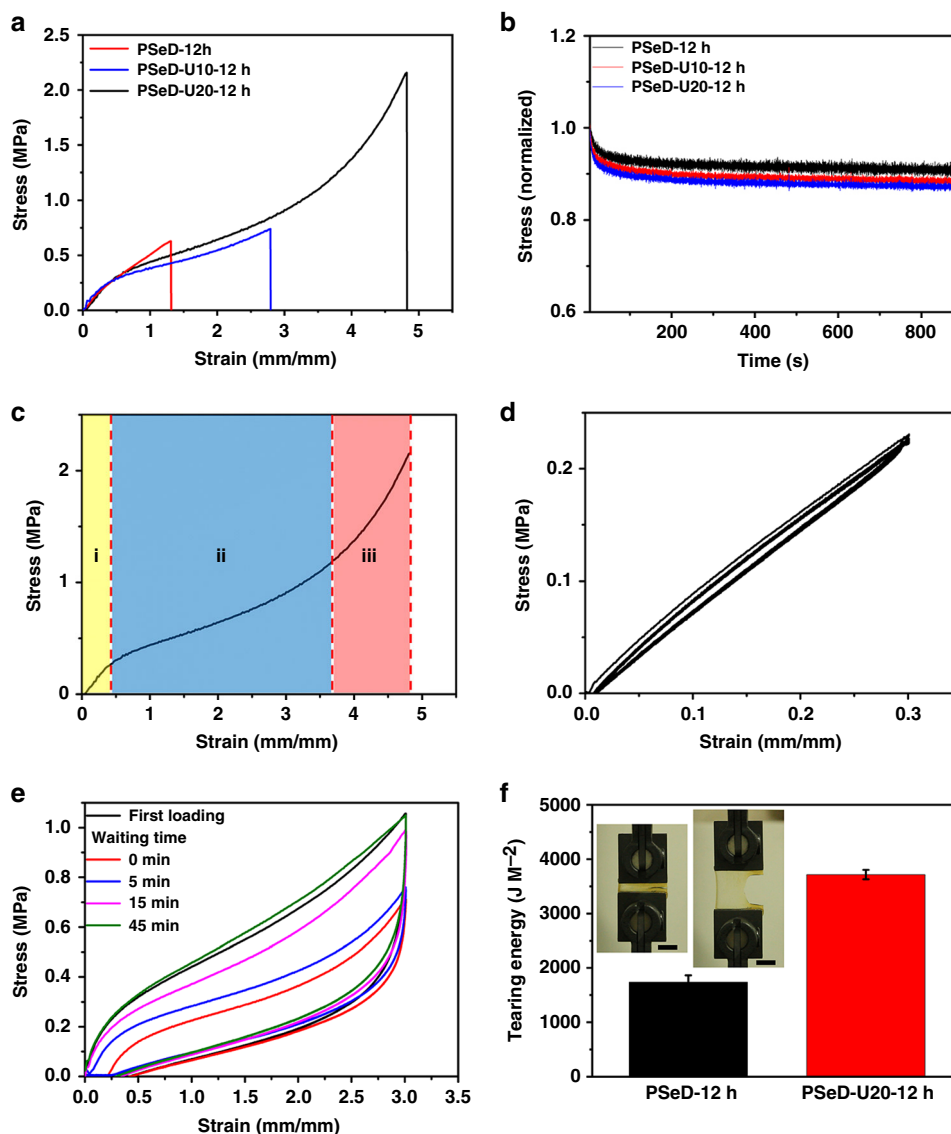 a
2.5
2.0
1.5
1.0
0.5
0.0
Stress (MPa)
PSeD-12h
PSeD-U10-12 h
PSeD-U20-12 h
0 1 2 3 4 5
Strain (mm/mm)
b
1.2
1.0
0.8
0.6
Stress (normalized)
PSeD-12 h
PSeD-U10-12 h
PSeD-U20-12 h
200 400 600 800
Time (s)
c
2
1
0
Stress (MPa)
i ii iii
0 1 2 3 4 5
Strain (mm/mm)
d
0.2
0.1
0.0
Stress (MPa)
0.0 0.1 0.2 0.3
Strain (mm/mm)
e
1.0
0.8
0.6
0.4
0.2
0.0
Stress (MPa)
First loading
Waiting time
0 min
5 min
15 min
45 min
0.0 0.5 1.0 1.5 2.0 2.5 3.0 3.5
Strain (mm/mm)
f
5000
4000
3000
2000
1000
0
Tearing energy (J M−2)
PSeD-12 h PSeD-U20-12 h